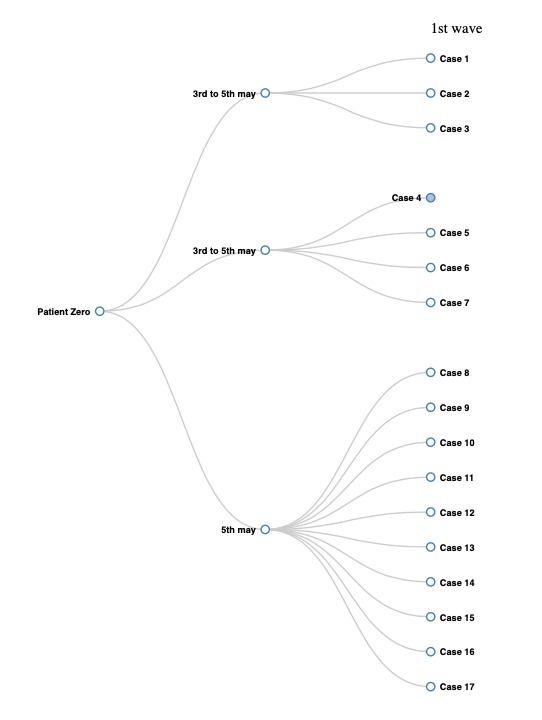 1st wave
Case 1
3rd to 5th may
Case 2
Case 3
Case 4
Case 5
3rd to 5th may
Case 6
Case 7
Patient Zero
Case 8
Case 9
Case 10
Case 11
Case 12
5th may
Case 13
Case 14
Case 15
Case 16
Case 17